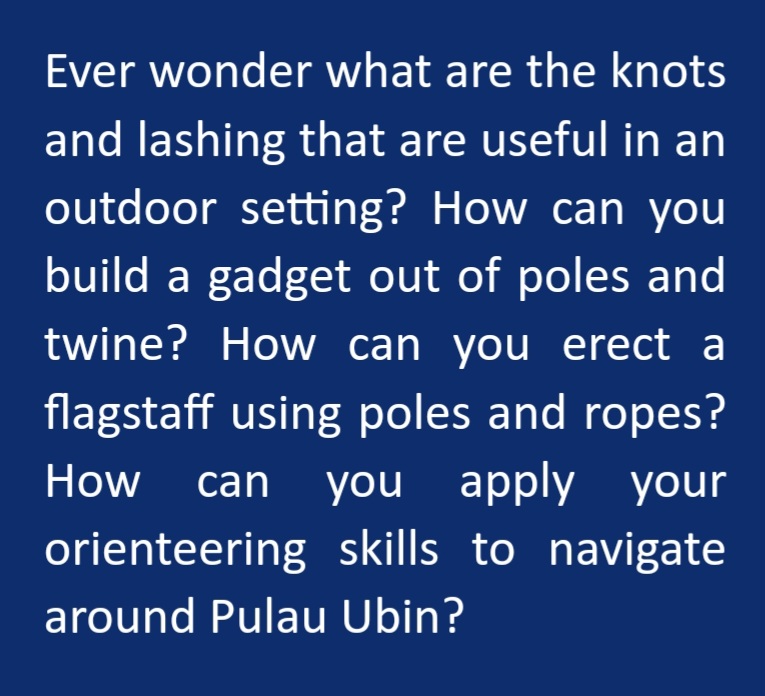 Ever wonder what are the knots
and lashing that are useful in an
outdoor setting? How can you
build a gadget out of poles and
twine? How can you erect a
flagstaff using poles and ropes?
How can you apply your
orienteering skills to navigate
around Pulau Ubin?